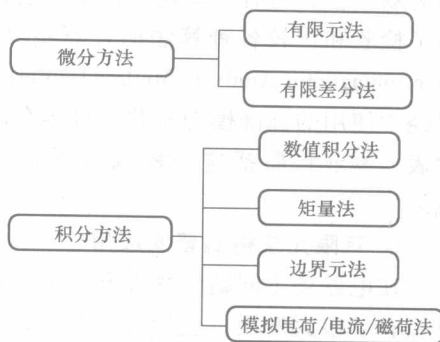 微分方法
有限元法
有限差分法
积分方法
数值积分法
矩量法
边界元法
模拟电荷/电流/磁荷法